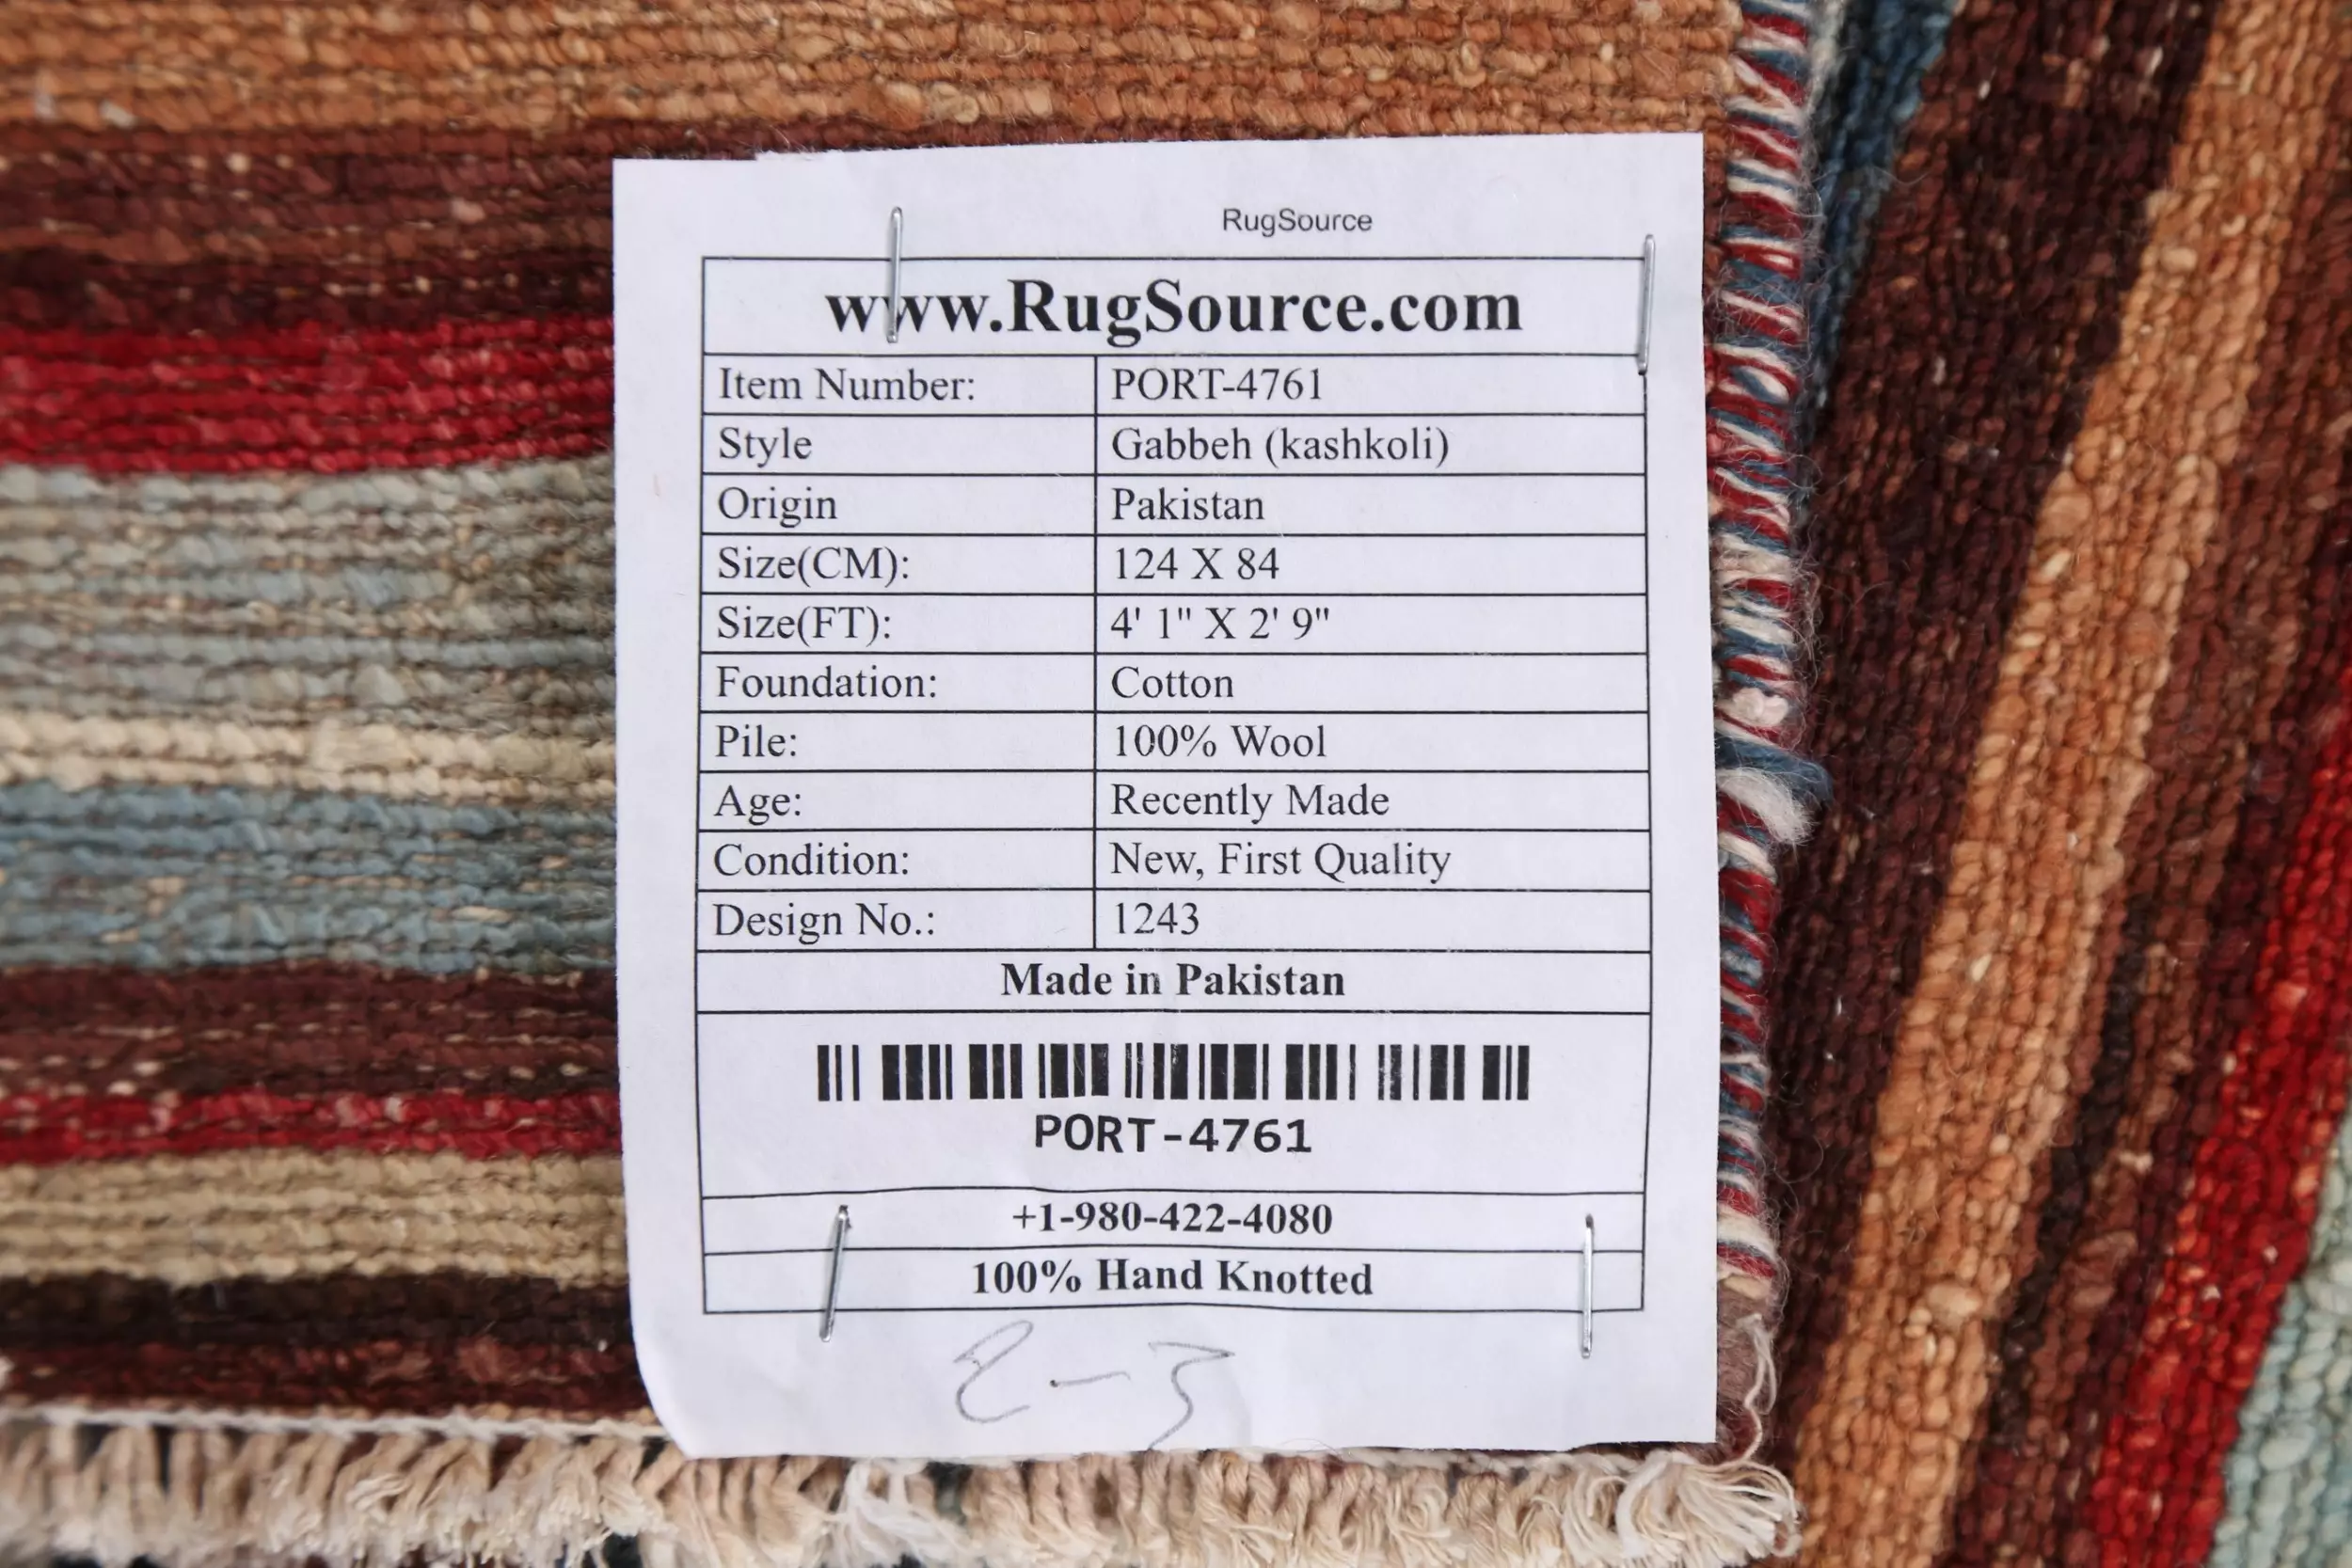 RugSource
www.RugSource.com
Item Number: PORT-4761
Style Gabbeh (kashkoli)
Origin Pakistan
Size(CM): 124 X 84
Size(FT): 4' 1" X 2' 9"
Foundation: Cotton
Pile: 100% Wool
Age: Recently Made
Condition: New, First Quality
Design No.: 1243
Made in Pakistan
PORT-4761
+1-980-422-4080
100% Hand Knotted